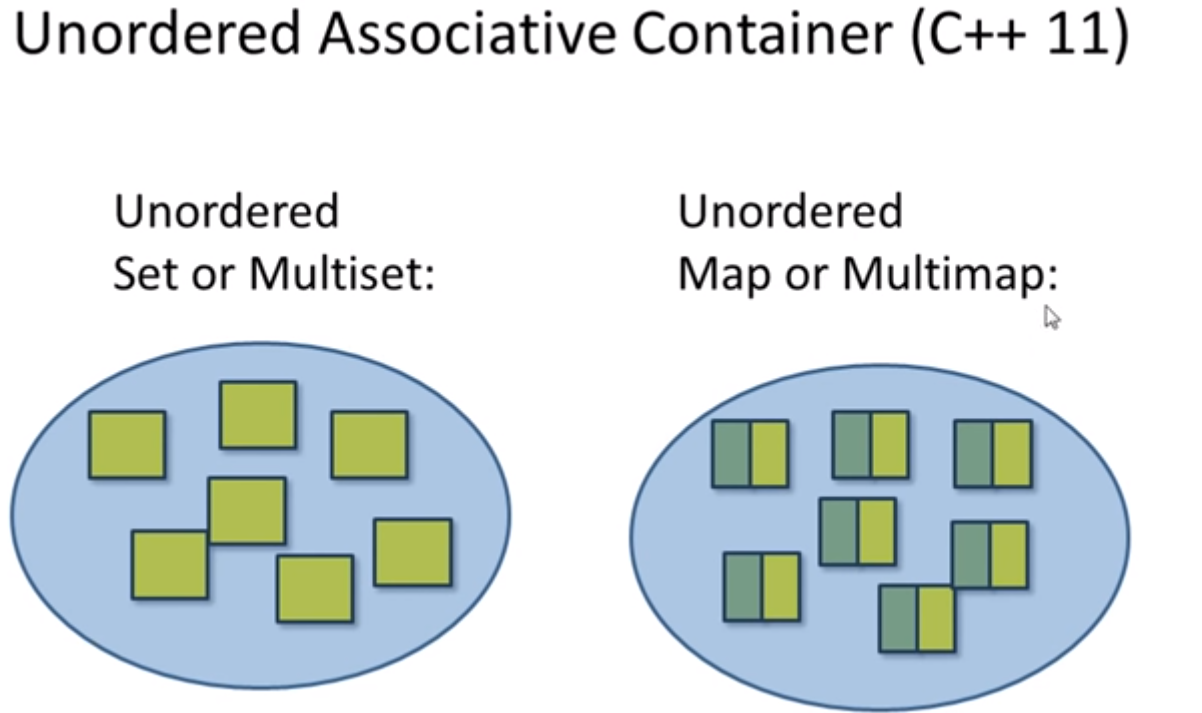 Unordered Associative Container (C++ 11)
Unordered
Set or Multiset:
Unordered
Map or Multimap: